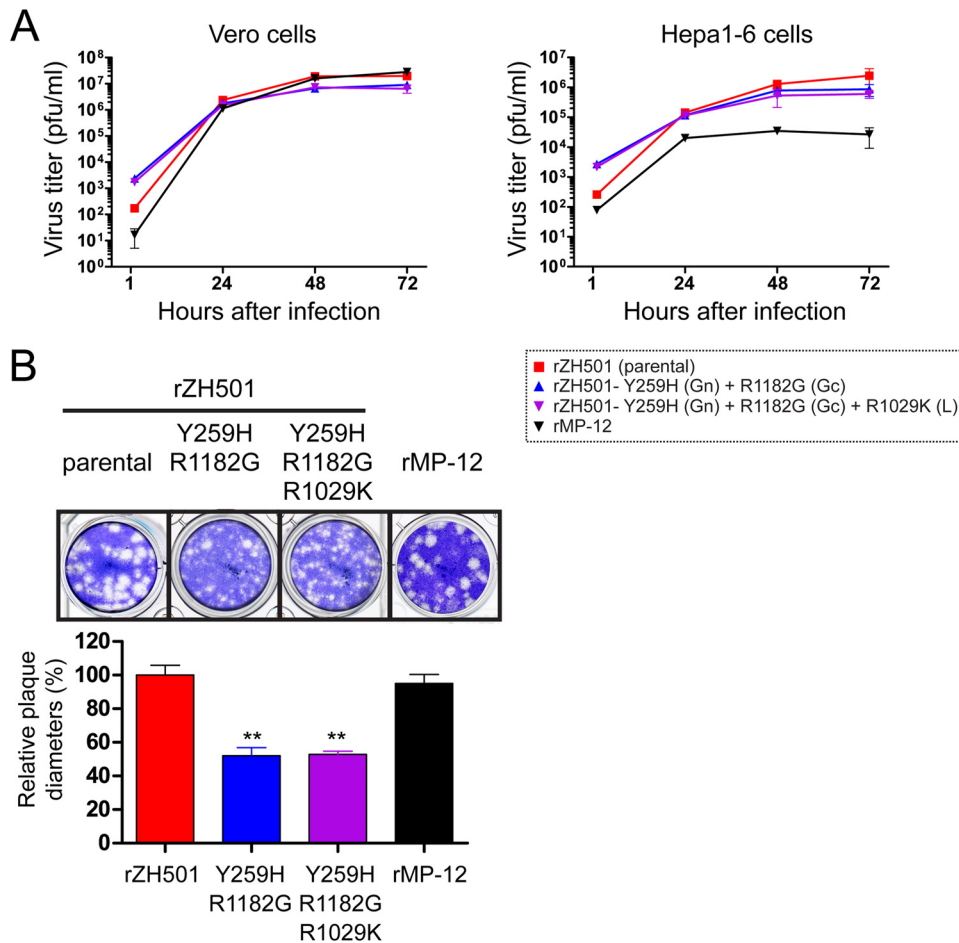 A
Vero cells
Virus titer (pfu/ml)
10⁸
10⁷
10⁶
10⁵
10⁴
10³
10²
10¹
10⁰
1 24 48 72
Hours after infection
Hepa1-6 cells
Virus titer (pfu/ml)
10⁷
10⁶
10⁵
10⁴
10³
10²
10¹
10⁰
1 24 48 72
Hours after infection
rZH501 (parental)
rZH501- Y259H (Gn) + R1182G (Gc)
rZH501- Y259H (Gn) + R1182G (Gc) + R1029K (L)
rMP-12
B
rZH501
parental
Y259H
R1182G
Y259H
R1182G
R1029K
rMP-12
Relative plaque
diameters (%)
120
100
80
60
40
20
0
** **
rZH501
Y259H
R1182G
Y259H
R1182G
R1029K
rMP-12